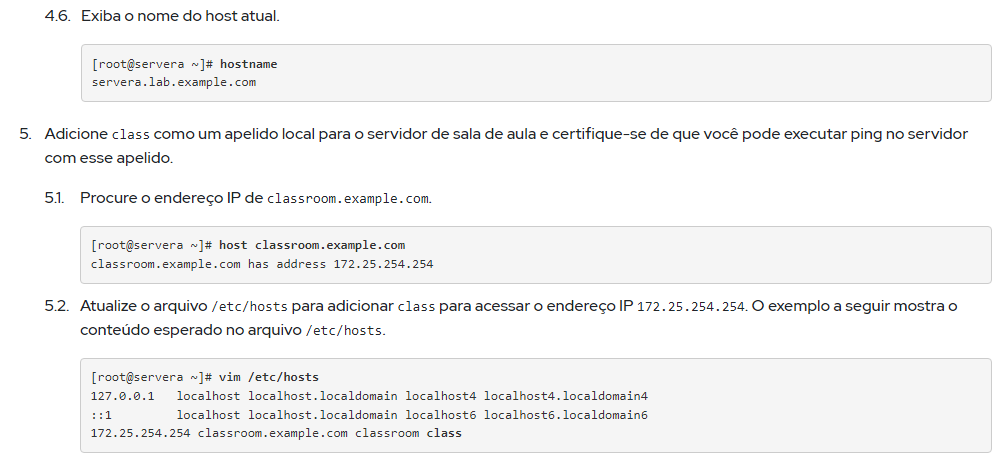 4.6. Exiba o nome do host atual.
[root@servera ~]# hostname
servera.lab.example.com
5. Adicione class como um apelido local para o servidor de sala de aula e certifique-se de que você pode executar ping no servidor
com esse apelido.
5.1. Procure o endereço IP de classroom.example.com.
[root@servera ~]# host classroom.example.com
classroom.example.com has address 172.25.254.254
5.2. Atualize o arquivo /etc/hosts para adicionar class para acessar o endereço IP 172.25.254.254. O exemplo a seguir mostra o
conteúdo esperado no arquivo /etc/hosts.
[root@servera ~]# vim /etc/hosts
127.0.0.1   localhost localhost.localdomain localhost4 localhost4.localdomain4
::1         localhost localhost.localdomain localhost6 localhost6.localdomain6
172.25.254.254 classroom.example.com classroom class